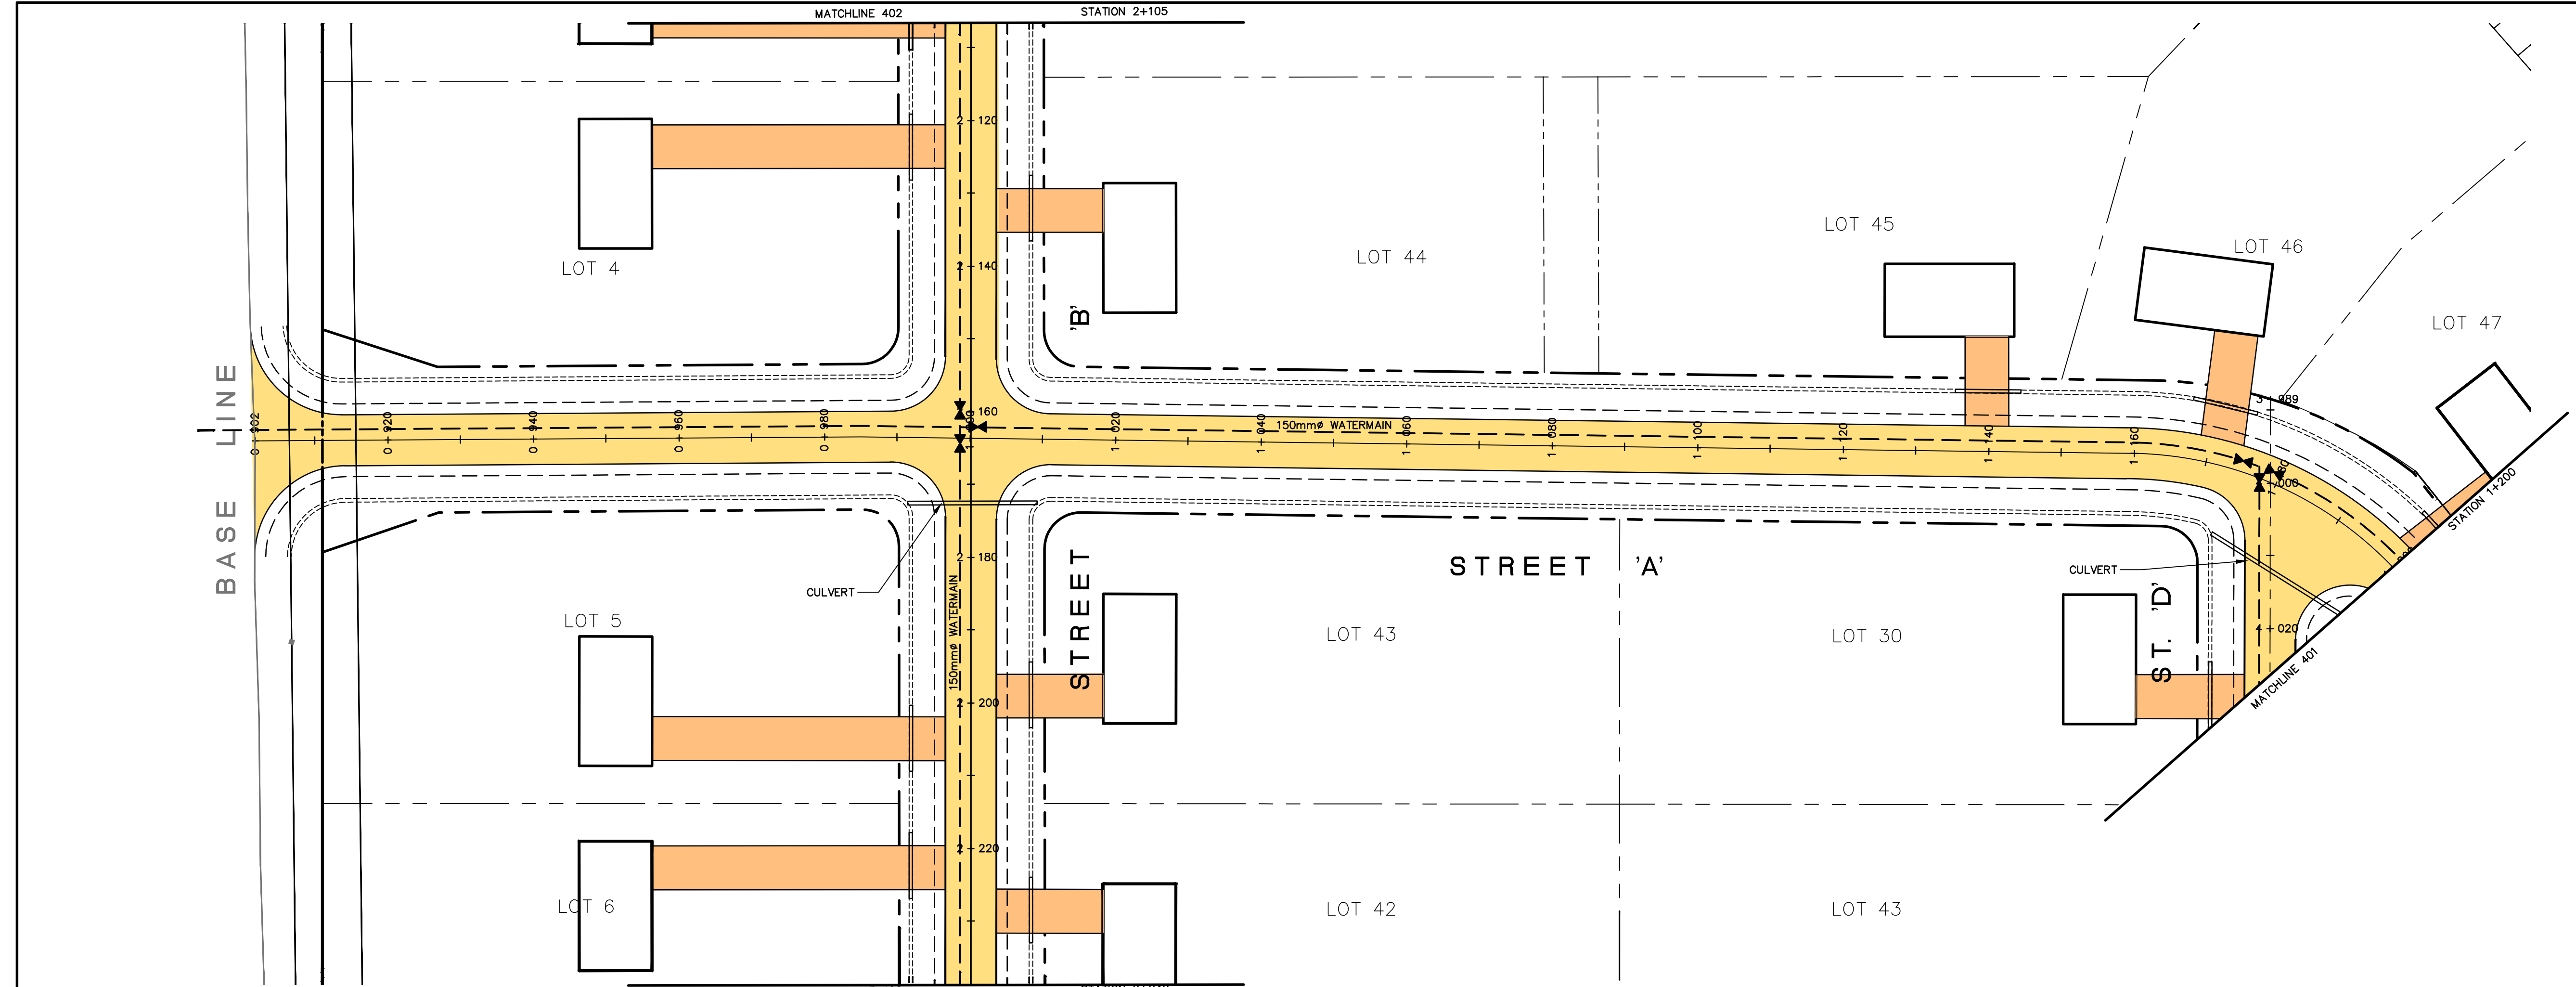 MATCHLINE 402
STATION 2+105
2 120
2 140
LOT 4
'B'
LOT 44
LOT 45
LOT 46
LOT 47
BASE LINE
0 902
0 920
0 940
0 960
0 980
160
1 020
1 040
150mmø WATERMAIN
1 060
1 080
1 100
1 120
1 140
1 160
3 989
STATION 1+200
2 180
150mmø WATERMAIN
CULVERT
STREET
STREET 'A'
CULVERT
ST. 'D'
4 020
MATCHLINE 401
LOT 5
LOT 43
LOT 30
2 200
2 220
LOT 6
LOT 42
LOT 43